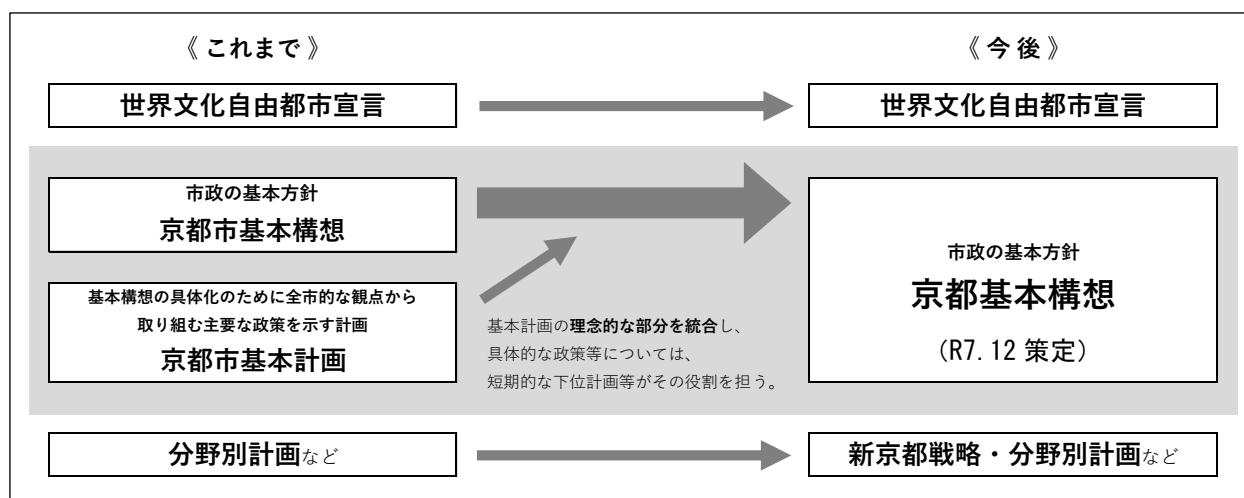 《 これまで 》
《 今 後 》
世界文化自由都市宣言
世界文化自由都市宣言
市政の基本方針
京都市基本構想
基本構想の具体化のために全市的な観点から
取り組む主要な政策を示す計画
京都市基本計画
基本計画の理念的な部分を統合し、
具体的な政策等については、
短期的な下位計画等がその役割を担う。
市政の基本方針
京都基本構想
（R7.12 策定）
分野別計画など
新京都戦略・分野別計画など